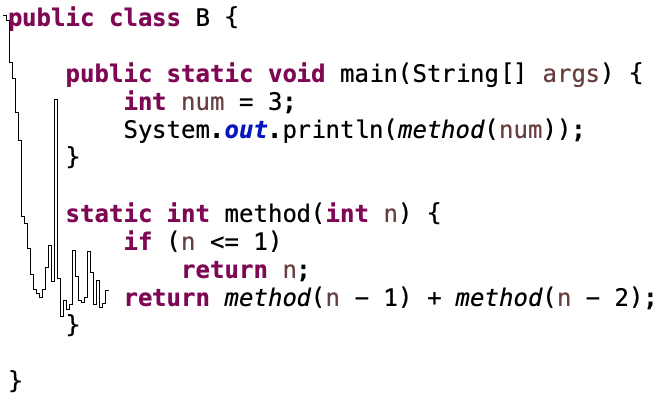 public class B {
    public static void main(String[] args) {
        int num = 3;
        System.out.println(method(num));
    }
    static int method(int n) {
        if (n <= 1)
            return n;
        return method(n - 1) + method(n - 2);
    }
}